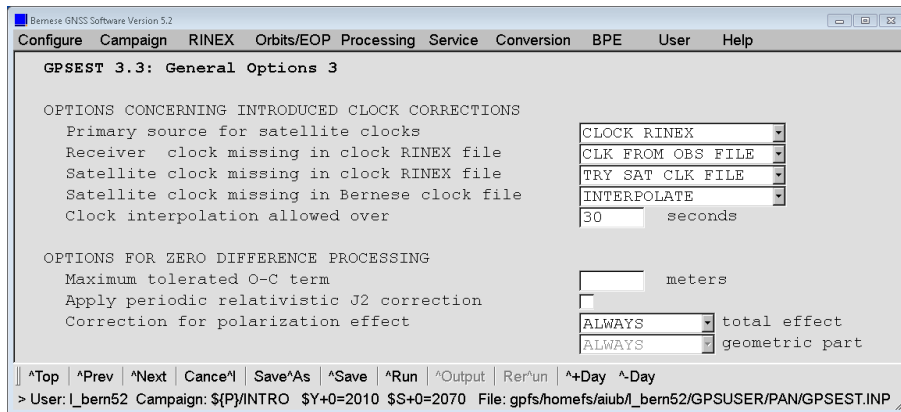 Bernese GNSS Software Version 5.2
Configure Campaign RINEX Orbits/EOP Processing Service Conversion BPE User Help
GPSEST 3.3: General Options 3
OPTIONS CONCERNING INTRODUCED CLOCK CORRECTIONS
Primary source for satellite clocks CLOCK RINEX
Receiver clock missing in clock RINEX file CLK FROM OBS FILE
Satellite clock missing in clock RINEX file TRY SAT CLK FILE
Satellite clock missing in Bernese clock file INTERPOLATE
Clock interpolation allowed over 30 seconds
OPTIONS FOR ZERO DIFFERENCE PROCESSING
Maximum tolerated O-C term meters
Apply periodic relativistic J2 correction
Correction for polarization effect ALWAYS total effect
ALWAYS geometric part
^Top | ^Prev | ^Next | Cance^l | Save^As | ^Save | ^Run | ^Output | Rer^un | ^+Day ^-Day
> User: l_bern52 Campaign: ${P}/INTRO $Y+0=2010 $S+0=2070 File: gpfs/homefs/aiub/l_bern52/GPSUSER/PAN/GPSEST.INP